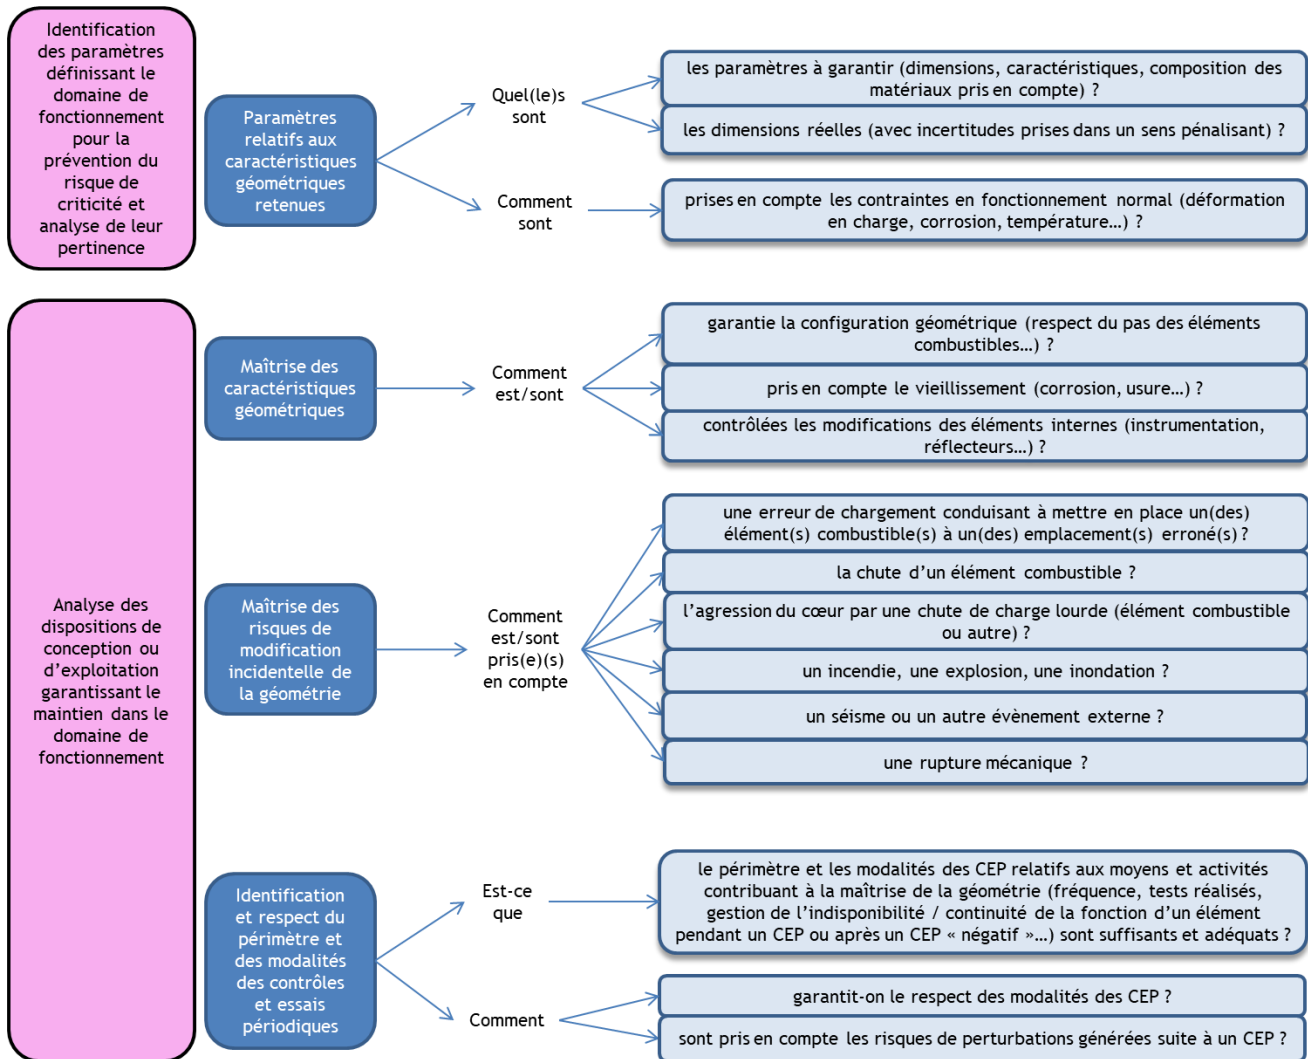 Identification
des paramètres
définissant le
domaine de
fonctionnement
pour la
prévention du
risque de
criticité et
analyse de leur
pertinence
Paramètres
relatifs aux
caractéristiques
géométriques
retenues
Quel(le)s
sont
les paramètres à garantir (dimensions, caractéristiques, composition des
matériaux pris en compte) ?
les dimensions réelles (avec incertitudes prises dans un sens pénalisant) ?
Comment
sont
prises en compte les contraintes en fonctionnement normal (déformation
en charge, corrosion, température…) ?
Analyse des
dispositions de
conception ou
d’exploitation
garantissant le
maintien dans le
domaine de
fonctionnement
Maîtrise des
caractéristiques
géométriques
Comment
est/sont
garantie la configuration géométrique (respect du pas des éléments
combustibles…) ?
pris en compte le vieillissement (corrosion, usure…) ?
contrôlées les modifications des éléments internes (instrumentation,
réflecteurs…) ?
Maîtrise des
risques de
modification
incidentelle de
la géométrie
Comment
est/sont
pris(e)(s)
en compte
une erreur de chargement conduisant à mettre en place un(des)
élément(s) combustible(s) à un(des) emplacement(s) erroné(s) ?
la chute d’un élément combustible ?
l’agression du cœur par une chute de charge lourde (élément combustible
ou autre) ?
un incendie, une explosion, une inondation ?
un séisme ou un autre évènement externe ?
une rupture mécanique ?
Identification
et respect du
périmètre et
des modalités
des contrôles
et essais
périodiques
Est-ce
que
le périmètre et les modalités des CEP relatifs aux moyens et activités
contribuant à la maîtrise de la géométrie (fréquence, tests réalisés,
gestion de l’indisponibilité / continuité de la fonction d’un élément
pendant un CEP ou après un CEP « négatif »…) sont suffisants et adéquats ?
Comment
garantit-on le respect des modalités des CEP ?
sont pris en compte les risques de perturbations générées suite à un CEP ?